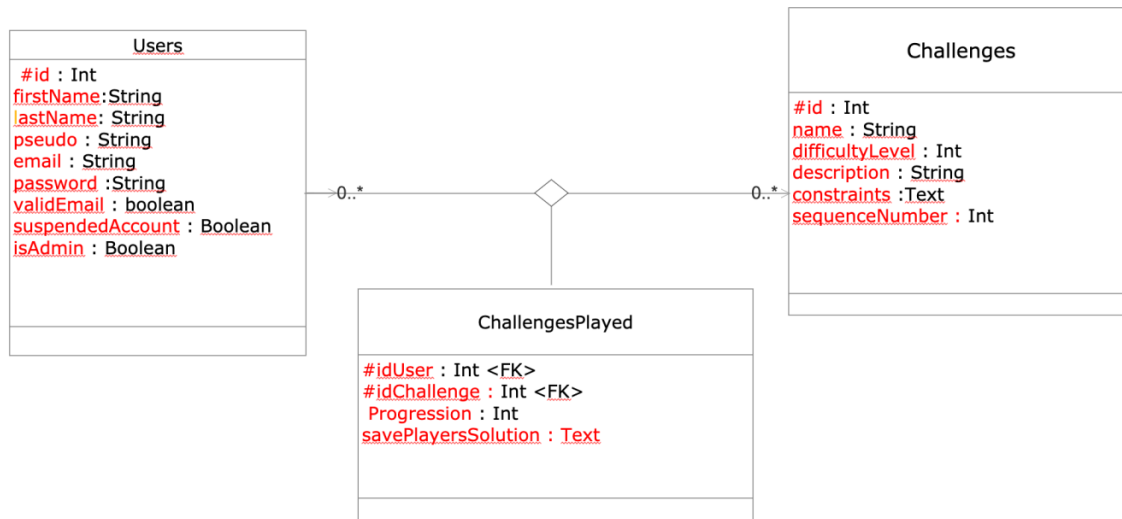 Users
#id : Int
firstName:String
lastName: String
pseudo : String
email : String
password :String
validEmail : boolean
suspendedAccount : Boolean
isAdmin : Boolean
0..*
0..*
Challenges
#id : Int
name : String
difficultyLevel : Int
description : String
constraints :Text
sequenceNumber : Int
ChallengesPlayed
#idUser : Int <FK>
#idChallenge : Int <FK>
Progression : Int
savePlayersSolution : Text